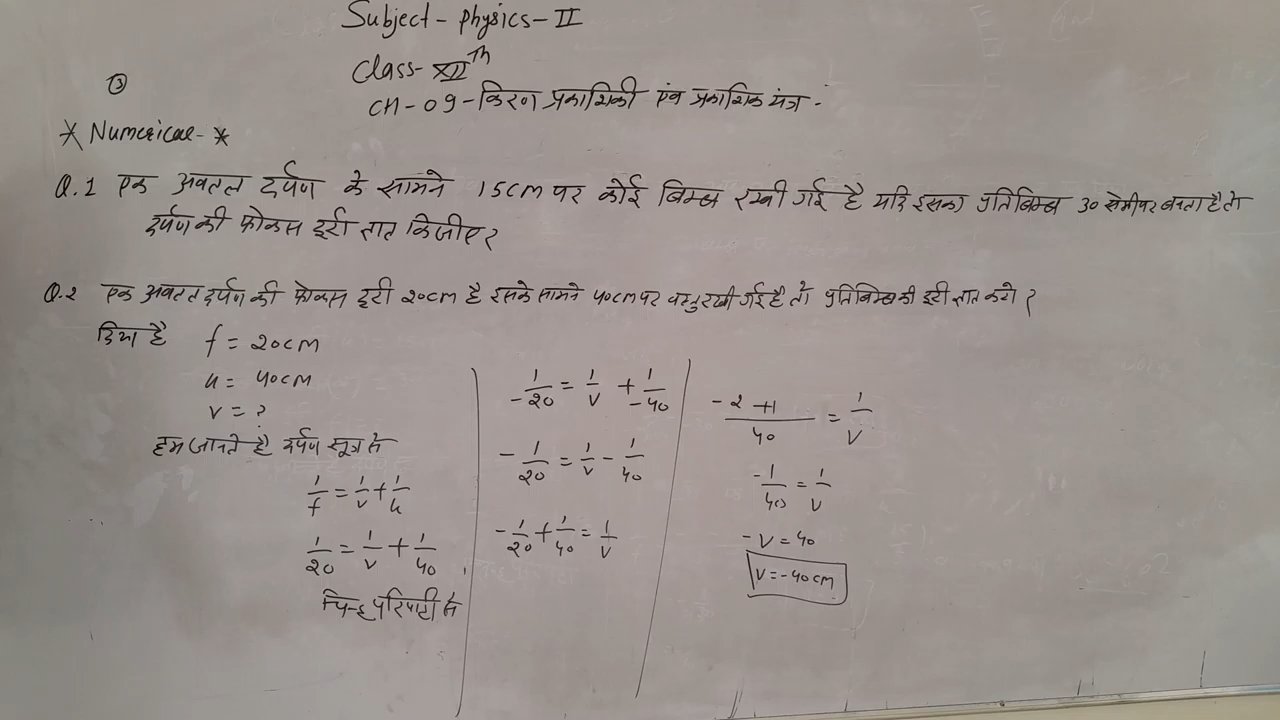 Subject - Physics - II
Class - XII Th
③
CH - 09 - किरण प्रकाशिकी एंव प्रकाशिक यंत्र -
* Numerical - *
Q.1 एक अवतल दर्पण के सामने 15cm पर कोई बिम्ब रखी गई है यदि इसका प्रतिबिम्ब 30 सेमी पर बनता है तो
दर्पण की फोकस दूरी ज्ञात किजीए ?
Q.2 एक अवतल दर्पण की फोकस दूरी 20cm है इसके सामने 40cm पर वस्तु रखी गई है तो प्रतिबिम्ब की दूरी ज्ञात करो ?
दिया है f = 20cm
u = 40cm
v = ?
हम जानते है दर्पण सूत्र से
1/f = 1/v + 1/u
1/20 = 1/v + 1/40
चिन्ह परिपाटी से
1/-20 = 1/v + 1/-40
-1/20 = 1/v - 1/40
-1/20 + 1/40 = 1/v
-2+1/40 = 1/v
-1/40 = 1/v
-v = 40
v = -40cm